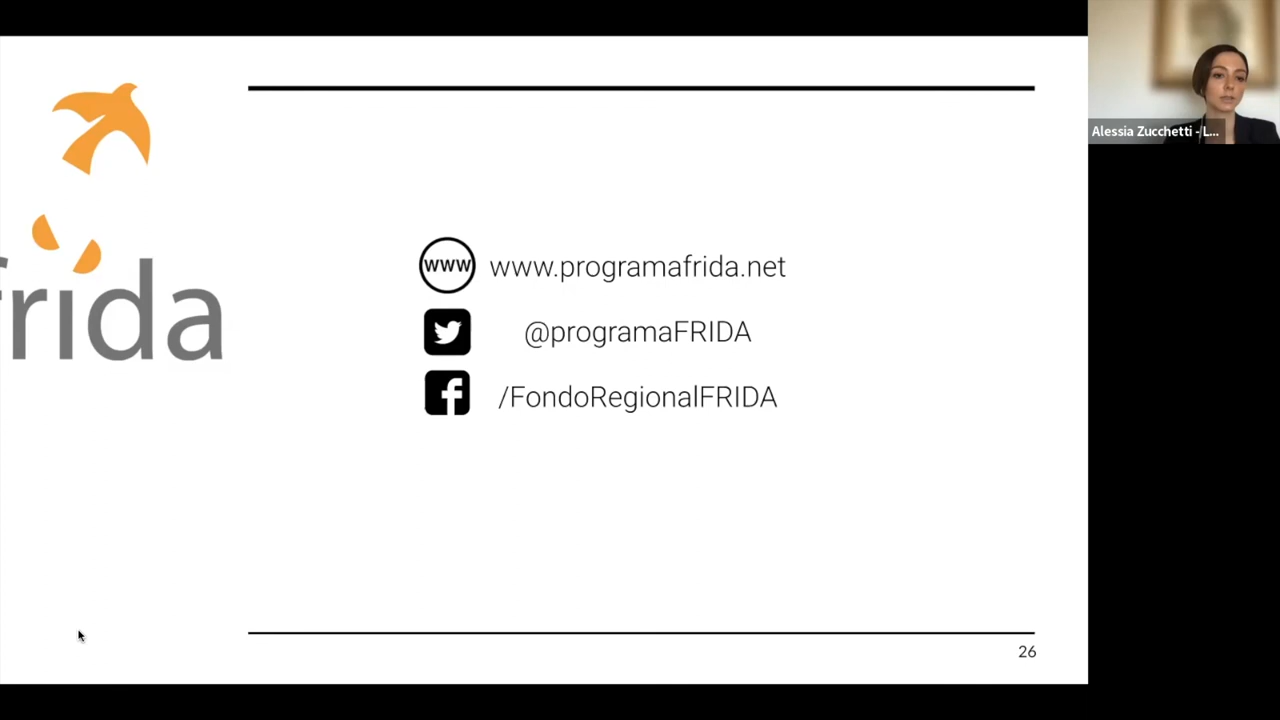 frida
www www.programafrida.net
@programaFRIDA
/FondoRegionalFRIDA
26
Alessia Zucchetti - L...